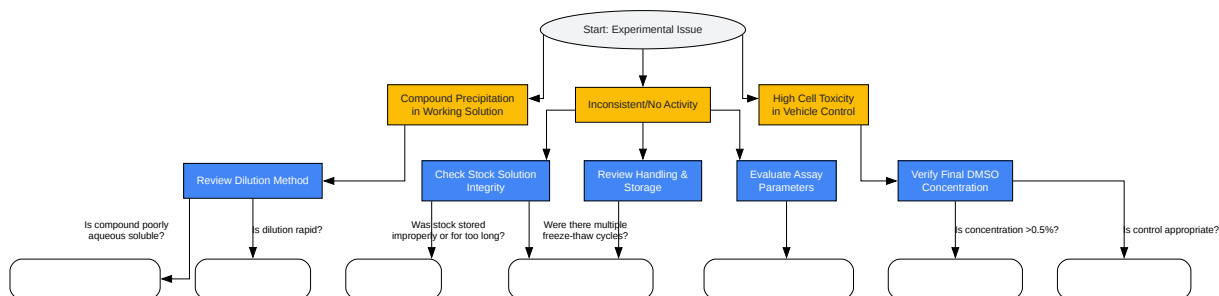 Start: Experimental Issue
Compound Precipitation
in Working Solution
Inconsistent/No Activity
High Cell Toxicity
in Vehicle Control
Review Dilution Method
Check Stock Solution
Integrity
Review Handling &
Storage
Evaluate Assay
Parameters
Verify Final DMSO
Concentration
Is compound poorly
aqueous soluble?
Is dilution rapid?
Was stock stored
improperly or for too long?
Were there multiple
freeze-thaw cycles?
Is concentration >0.5%?
Is control appropriate?